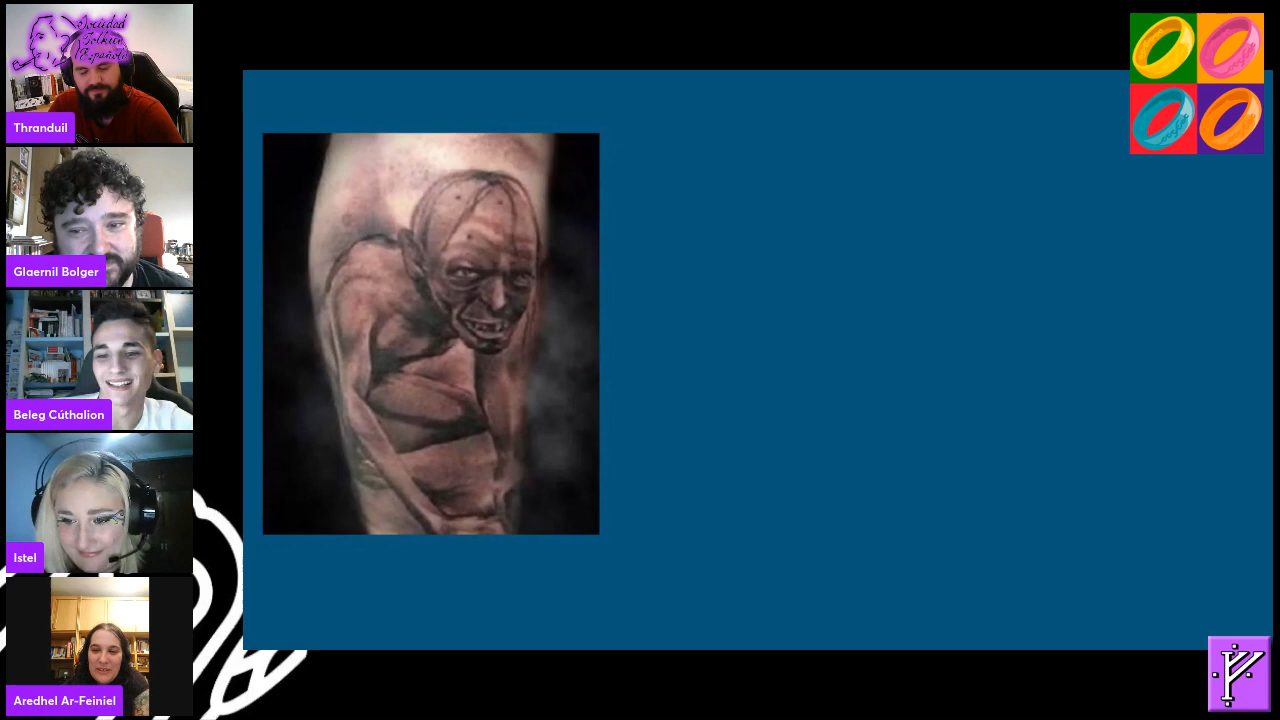 Sociedad
Tolkien
Española
Thranduil
Glaernil Bolger
Beleg Cúthalion
Istel
Aredhel Ar-Feiniel